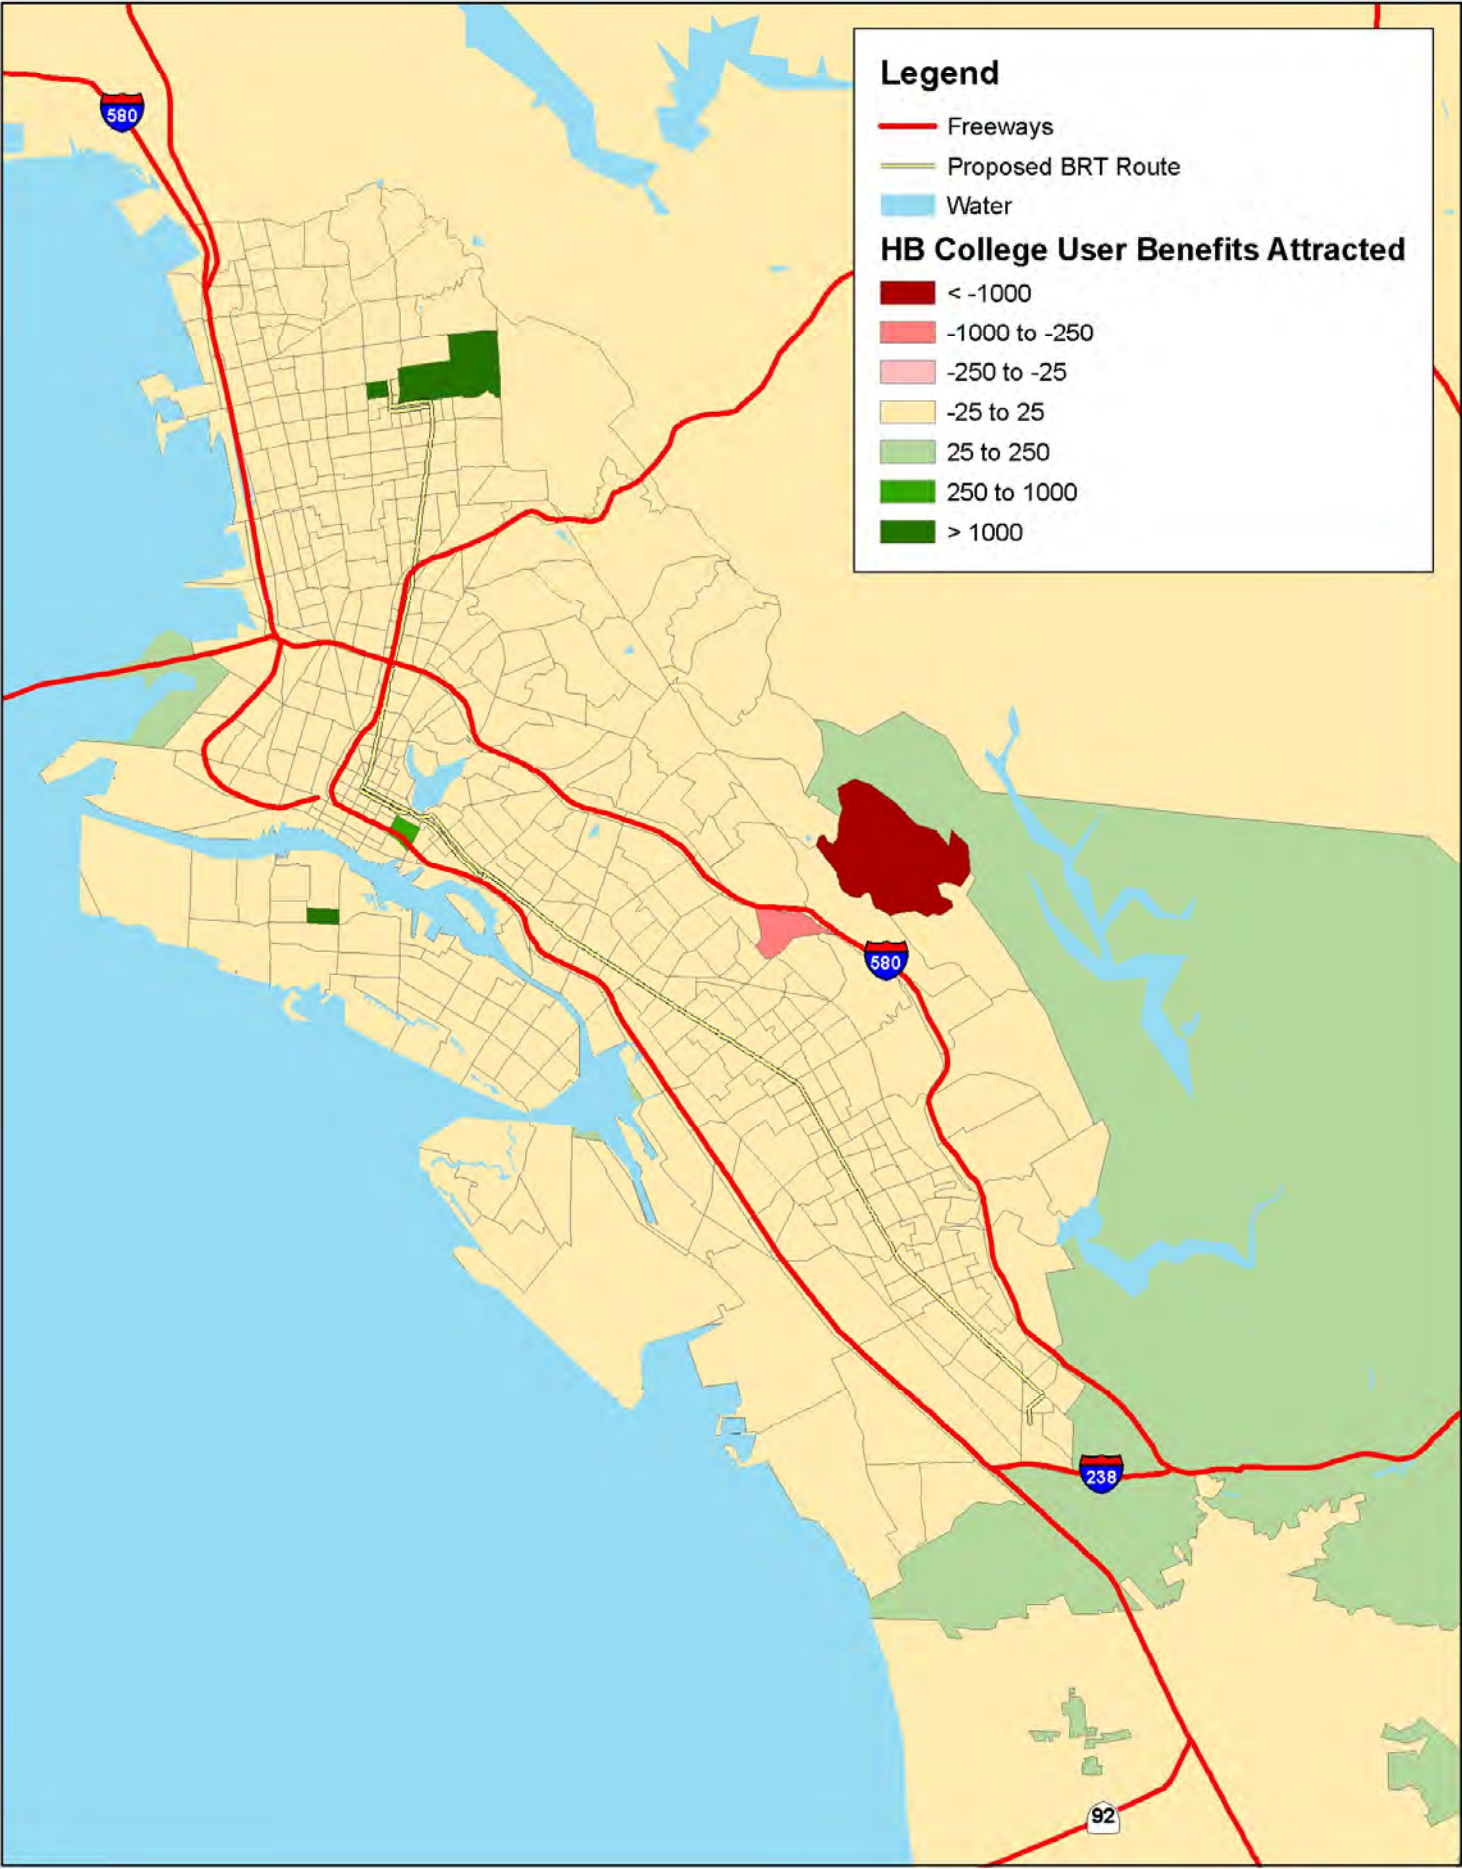 580
Legend
Freeways
Proposed BRT Route
Water
HB College User Benefits Attracted
< -1000
-1000 to -250
-250 to -25
-25 to 25
25 to 250
250 to 1000
> 1000
580
238
92